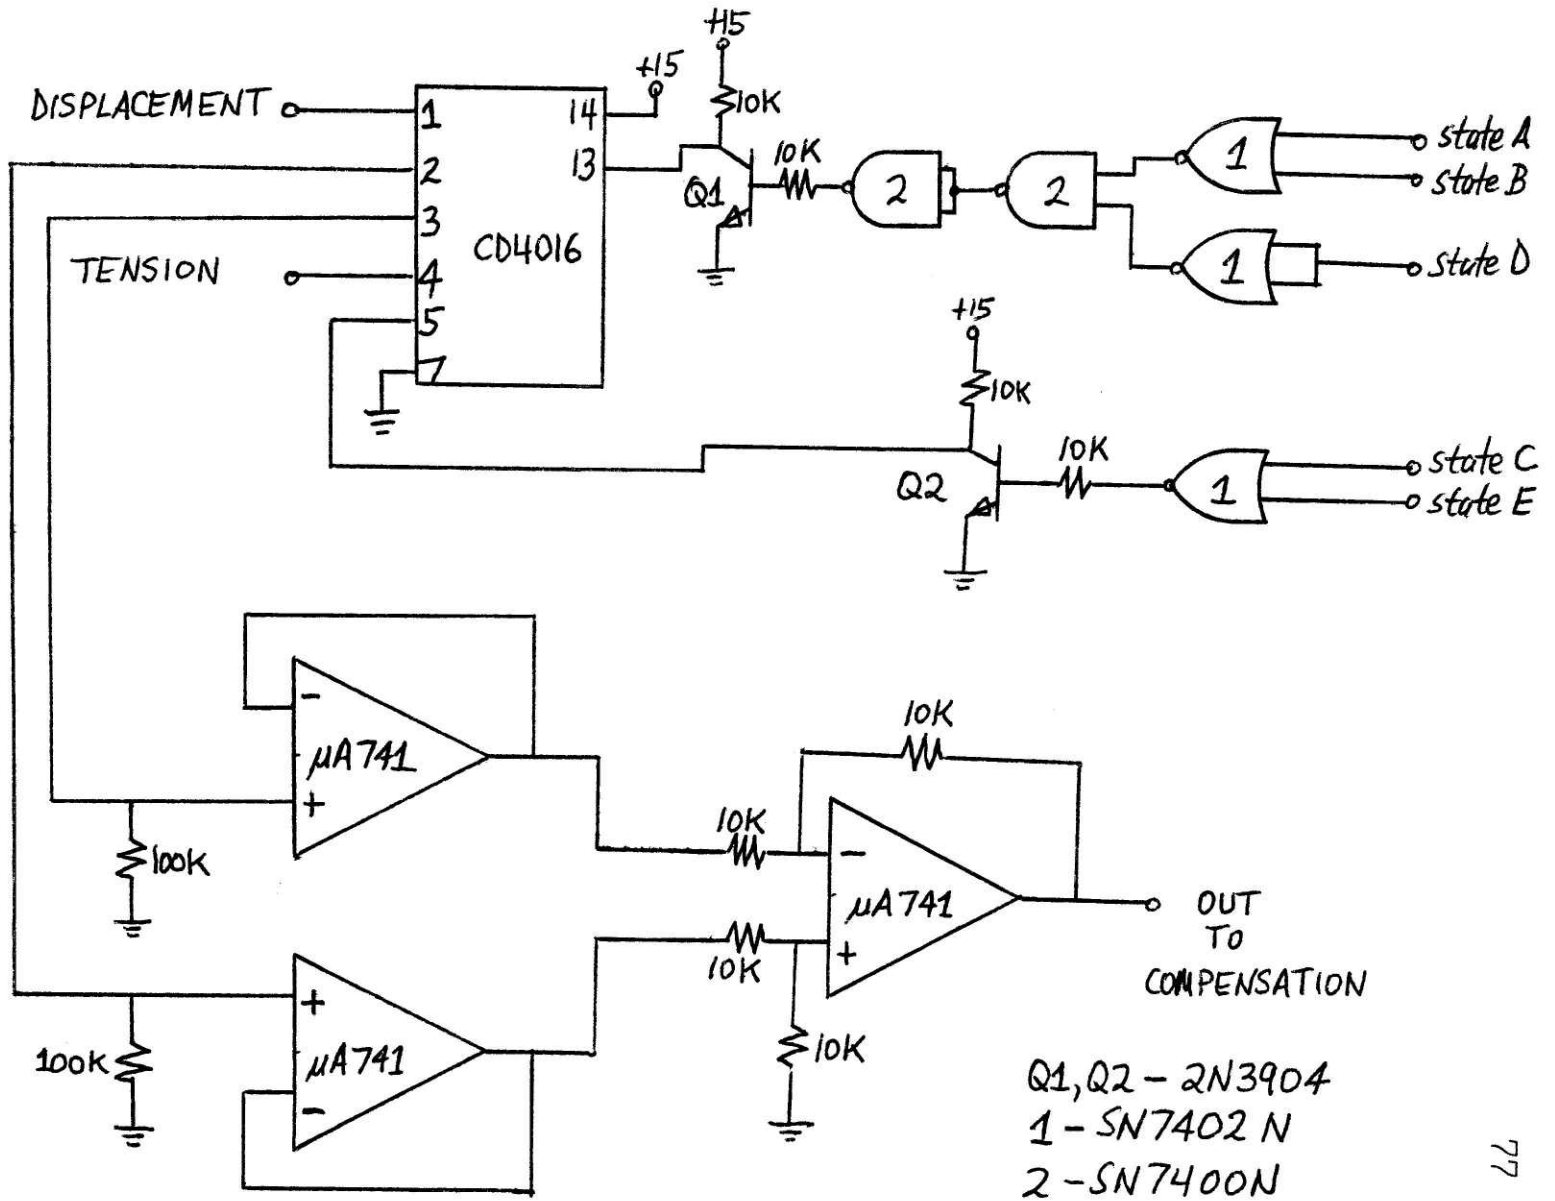 +15
+15
10K
DISPLACEMENT
1
14
2
13
3
CD4016
TENSION
4
5
7
Q1
10K
2
2
1
state A
state B
1
state D
+15
10K
Q2
10K
1
state C
state E
-
μA741
+
100K
10K
10K
-
μA741
+
10K
10K
OUT
TO
COMPENSATION
+
μA741
-
100K
Q1, Q2 - 2N3904
1 - SN7402N
2 - SN7400N
77